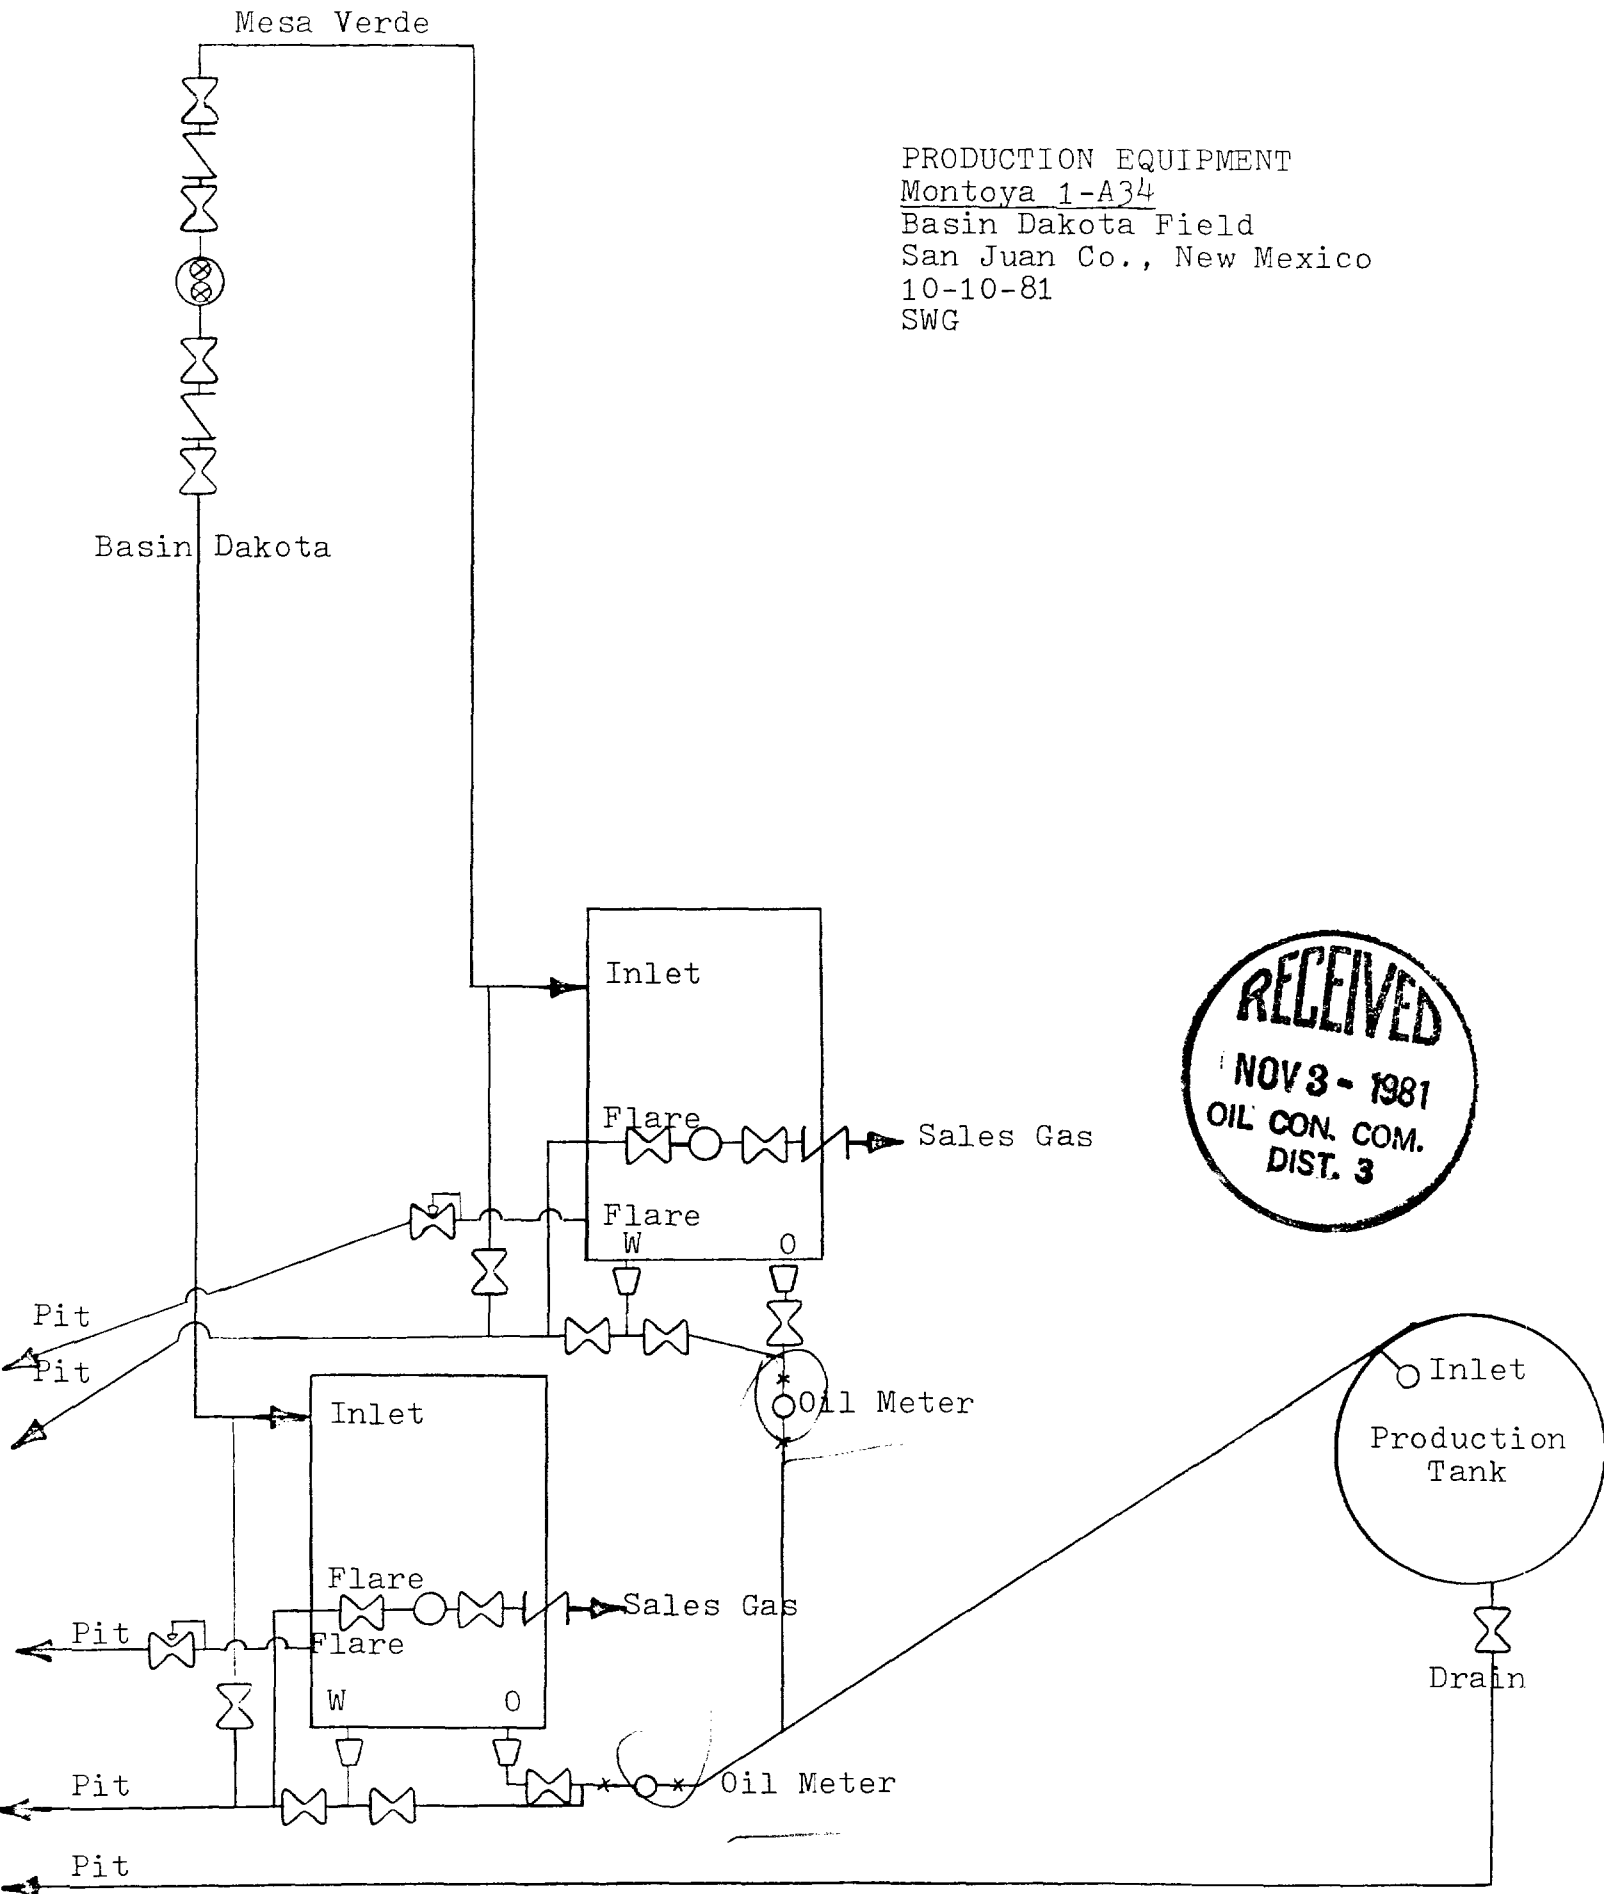 Mesa Verde
PRODUCTION EQUIPMENT
Montoya 1-A34
Basin Dakota Field
San Juan Co., New Mexico
10-10-81
SWG
Basin Dakota
Inlet
RECEIVED
NOV 3 - 1981
OIL CON. COM.
DIST. 3
Flare
Sales Gas
Flare
W
O
Pit
Pit
Inlet
Production
Tank
Oil Meter
Inlet
Flare
Sales Gas
Pit
Flare
Drain
W
O
Pit
Oil Meter
Pit